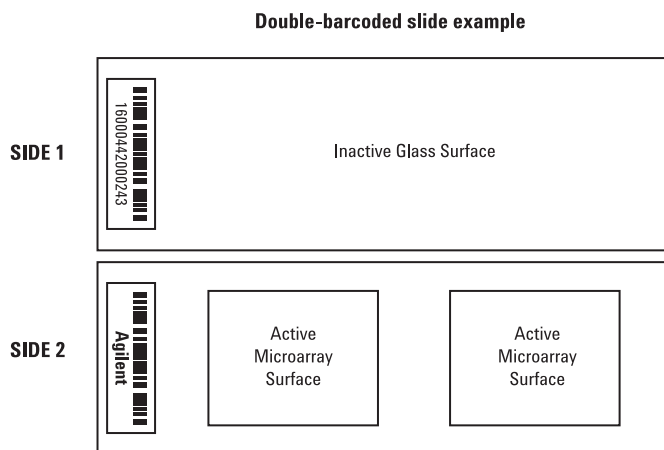 Double-barcoded slide example
SIDE 1
16000442000243
Inactive Glass Surface
SIDE 2
Agilent
Active
Microarray
Surface
Active
Microarray
Surface